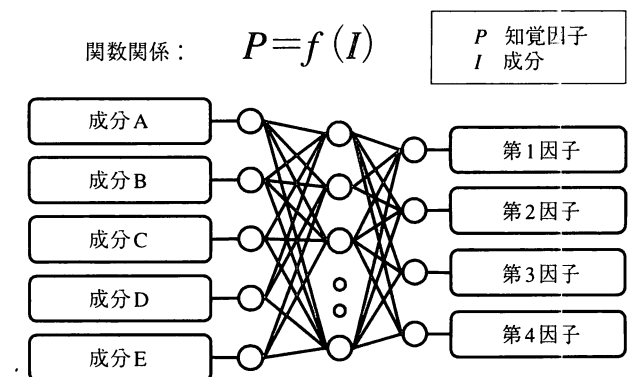 関数関係： P=f(I)
P 知覚因子
I 成分
成分A
成分B
成分C
成分D
成分E
第1因子
第2因子
第3因子
第4因子